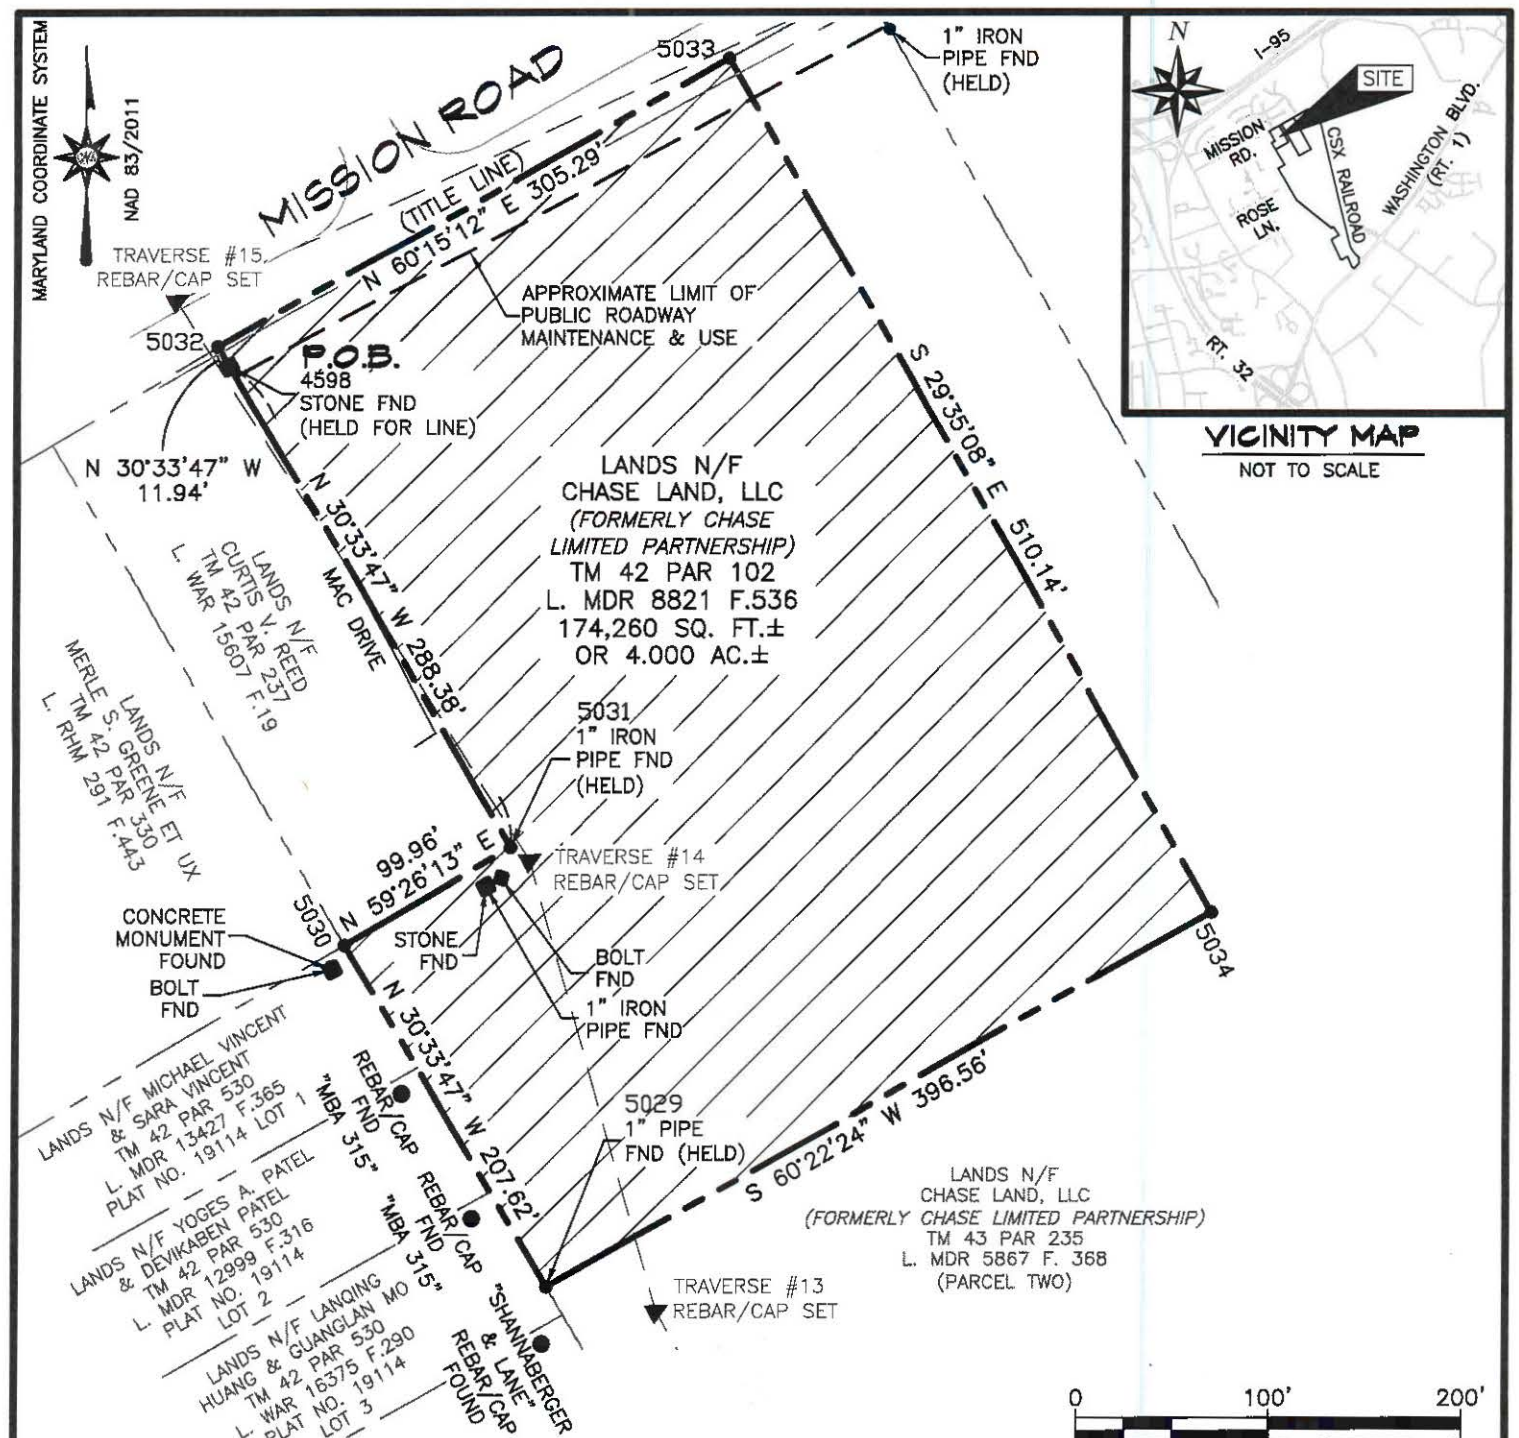 MARYLAND COORDINATE SYSTEM
NAD 83/2011
MISSION ROAD
5033
1" IRON
PIPE FND
(HELD)
(TITLE LINE)
N 60°15'12" E 305.29'
TRAVERSE #15
REBAR/CAP SET
APPROXIMATE LIMIT OF
PUBLIC ROADWAY
MAINTENANCE & USE
5032
P.O.B.
4598
STONE FND
(HELD FOR LINE)
N 30°33'47" W
11.94'
N
I-95
SITE
MISSION
RD.
CSX RAILROAD
WASHINGTON BLVD.
(RT. 1)
ROSE
LN.
RT. 32
VICINITY MAP
NOT TO SCALE
S 29°35'08" E 510.14'
LANDS N/F
CHASE LAND, LLC
(FORMERLY CHASE
LIMITED PARTNERSHIP)
TM 42 PAR 102
L. MDR 8821 F.536
174,260 SQ. FT.±
OR 4.000 AC.±
N 30°33'47" W 288.38'
MAC DRIVE
LANDS N/F
CURTIS V. REED
TM 42 PAR 237
L. WAR 15607 F.19
LANDS N/F
MERLE S. GREENE ET UX
TM 42 PAR 330
L. RHM 291 F.443
5031
1" IRON
PIPE FND
(HELD)
99.96'
N 59°26'13" E
TRAVERSE #14
REBAR/CAP SET
5030
CONCRETE
MONUMENT
FOUND
BOLT
FND
STONE
FND
BOLT
FND
1" IRON
PIPE FND
5034
N 30°33'47" W 207.62'
S 60°22'24" W 396.56'
5029
1" PIPE
FND (HELD)
LANDS N/F MICHAEL VINCENT
& SARA VINCENT
TM 42 PAR 530
L. MDR 13427 F.365
PLAT NO. 19114 LOT 1
REBAR/CAP
FND
"MBA 315"
LANDS N/F YOGES A. PATEL
& DEVIKABEN PATEL
TM 42 PAR 530
L. MDR 12999 F.316
PLAT NO. 19114
LOT 2
REBAR/CAP
FND
"MBA 315"
LANDS N/F LANQING
HUANG & GUANGLAN MO
TM 42 PAR 530
L. WAR 16375 F.290
PLAT NO. 19114
LOT 3
"SHANNABERGER
& LANE"
REBAR/CAP
FOUND
LANDS N/F
CHASE LAND, LLC
(FORMERLY CHASE LIMITED PARTNERSHIP)
TM 43 PAR 235
L. MDR 5867 F. 368
(PARCEL TWO)
TRAVERSE #13
REBAR/CAP SET
0 100' 200'